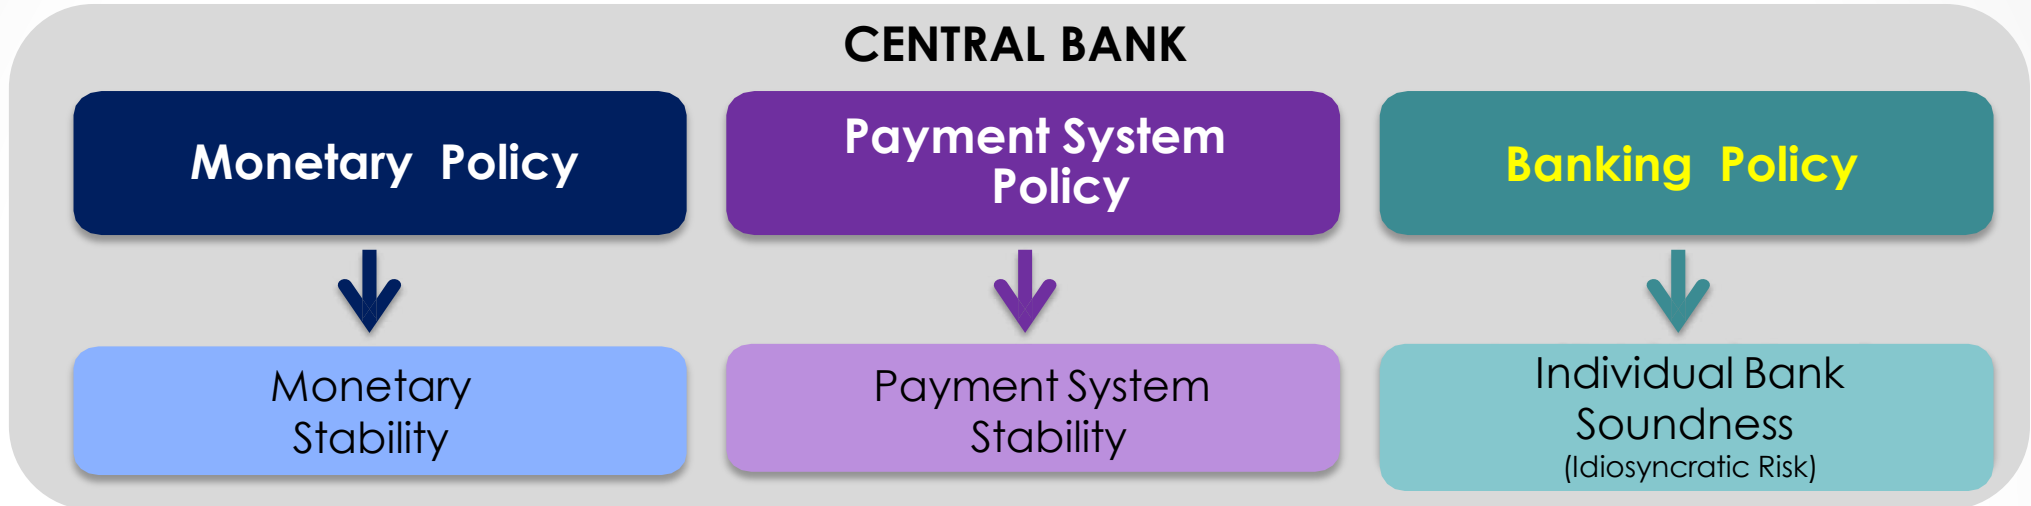 CENTRAL BANK
Monetary Policy
Payment System
Policy
Banking Policy
Monetary
Stability
Payment System
Stability
Individual Bank
Soundness
(Idiosyncratic Risk)